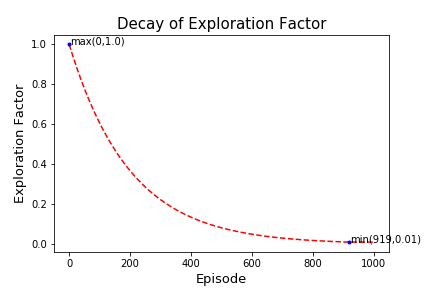 Decay of Exploration Factor
1.0
max(0,1.0)
0.8
0.6
0.4
0.2
0.0
min(919,0.01)
Exploration Factor
0
200
400
600
800
1000
Episode